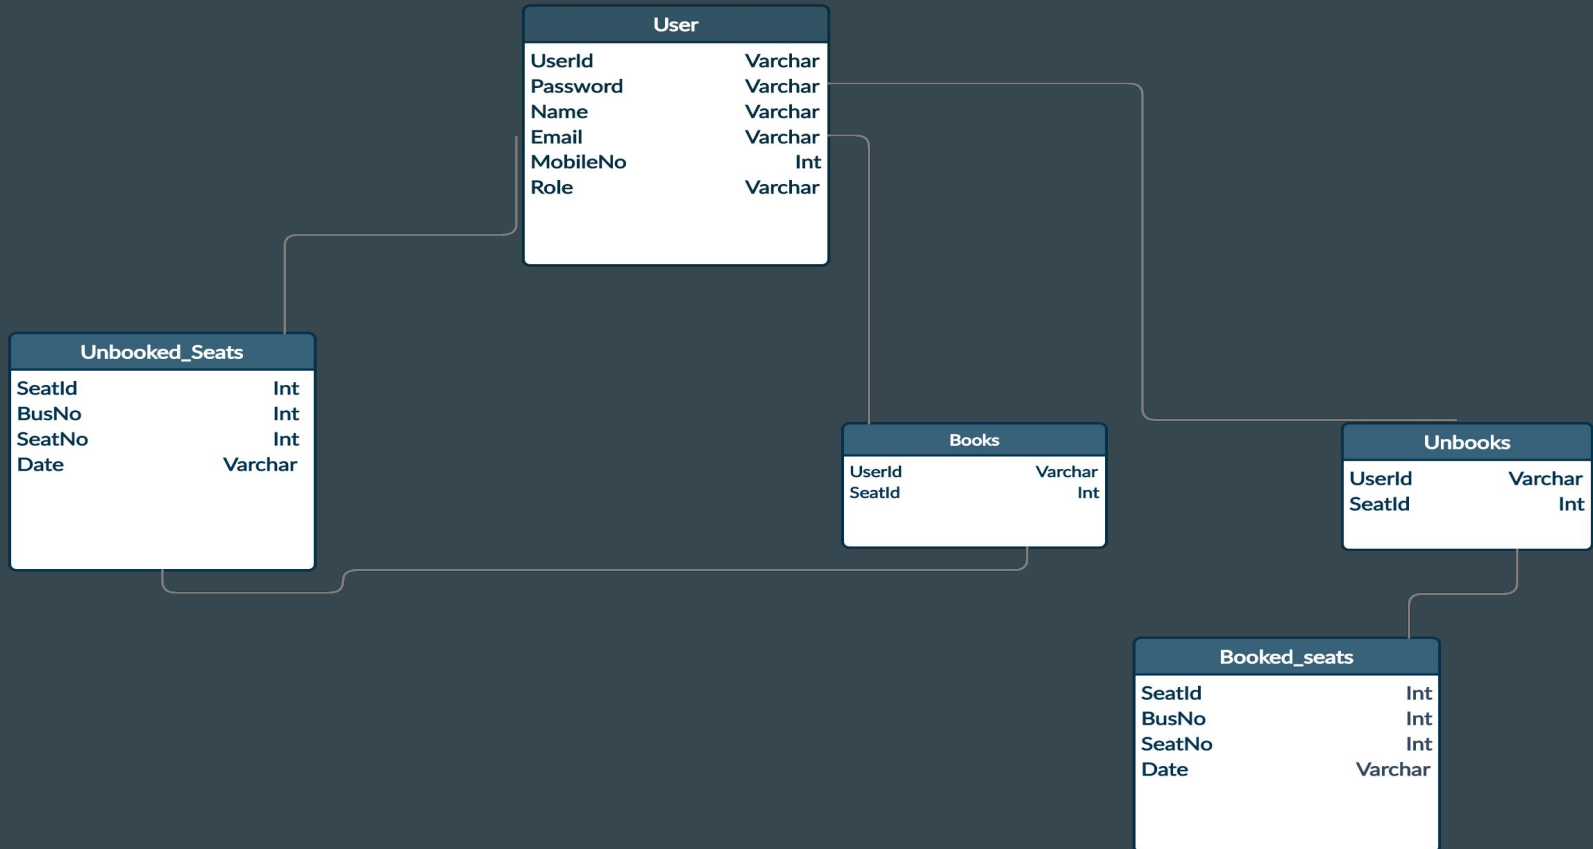 User
UserId Varchar
Password Varchar
Name Varchar
Email Varchar
MobileNo Int
Role Varchar
Unbooked_Seats
SeatId Int
BusNo Int
SeatNo Int
Date Varchar
Books
UserId Varchar
SeatId Int
Unbooks
UserId Varchar
SeatId Int
Booked_seats
SeatId Int
BusNo Int
SeatNo Int
Date Varchar